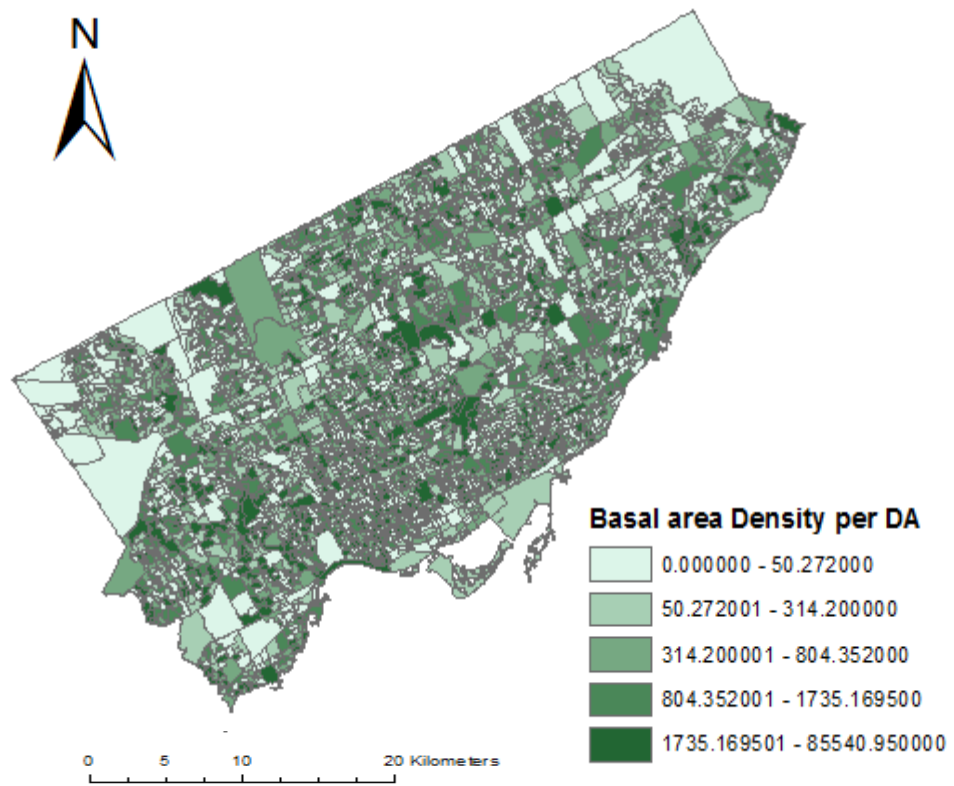 N
Basal area Density per DA
0.000000 - 50.272000
50.272001 - 314.200000
314.200001 - 804.352000
804.352001 - 1735.169500
1735.169501 - 85540.950000
0 5 10 20 Kilometers